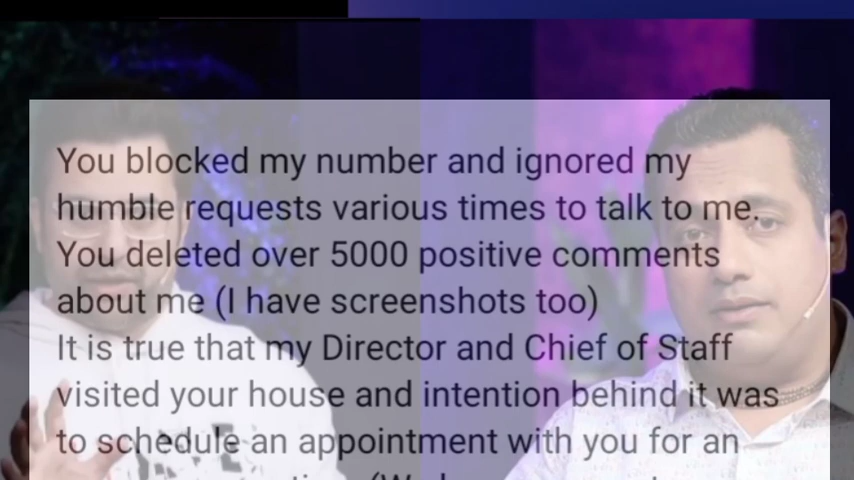 You blocked my number and ignored my
humble requests various times to talk to me.
You deleted over 5000 positive comments
about me (I have screenshots too)
It is true that my Director and Chief of Staff
visited your house and intention behind it was
to schedule an appointment with you for an